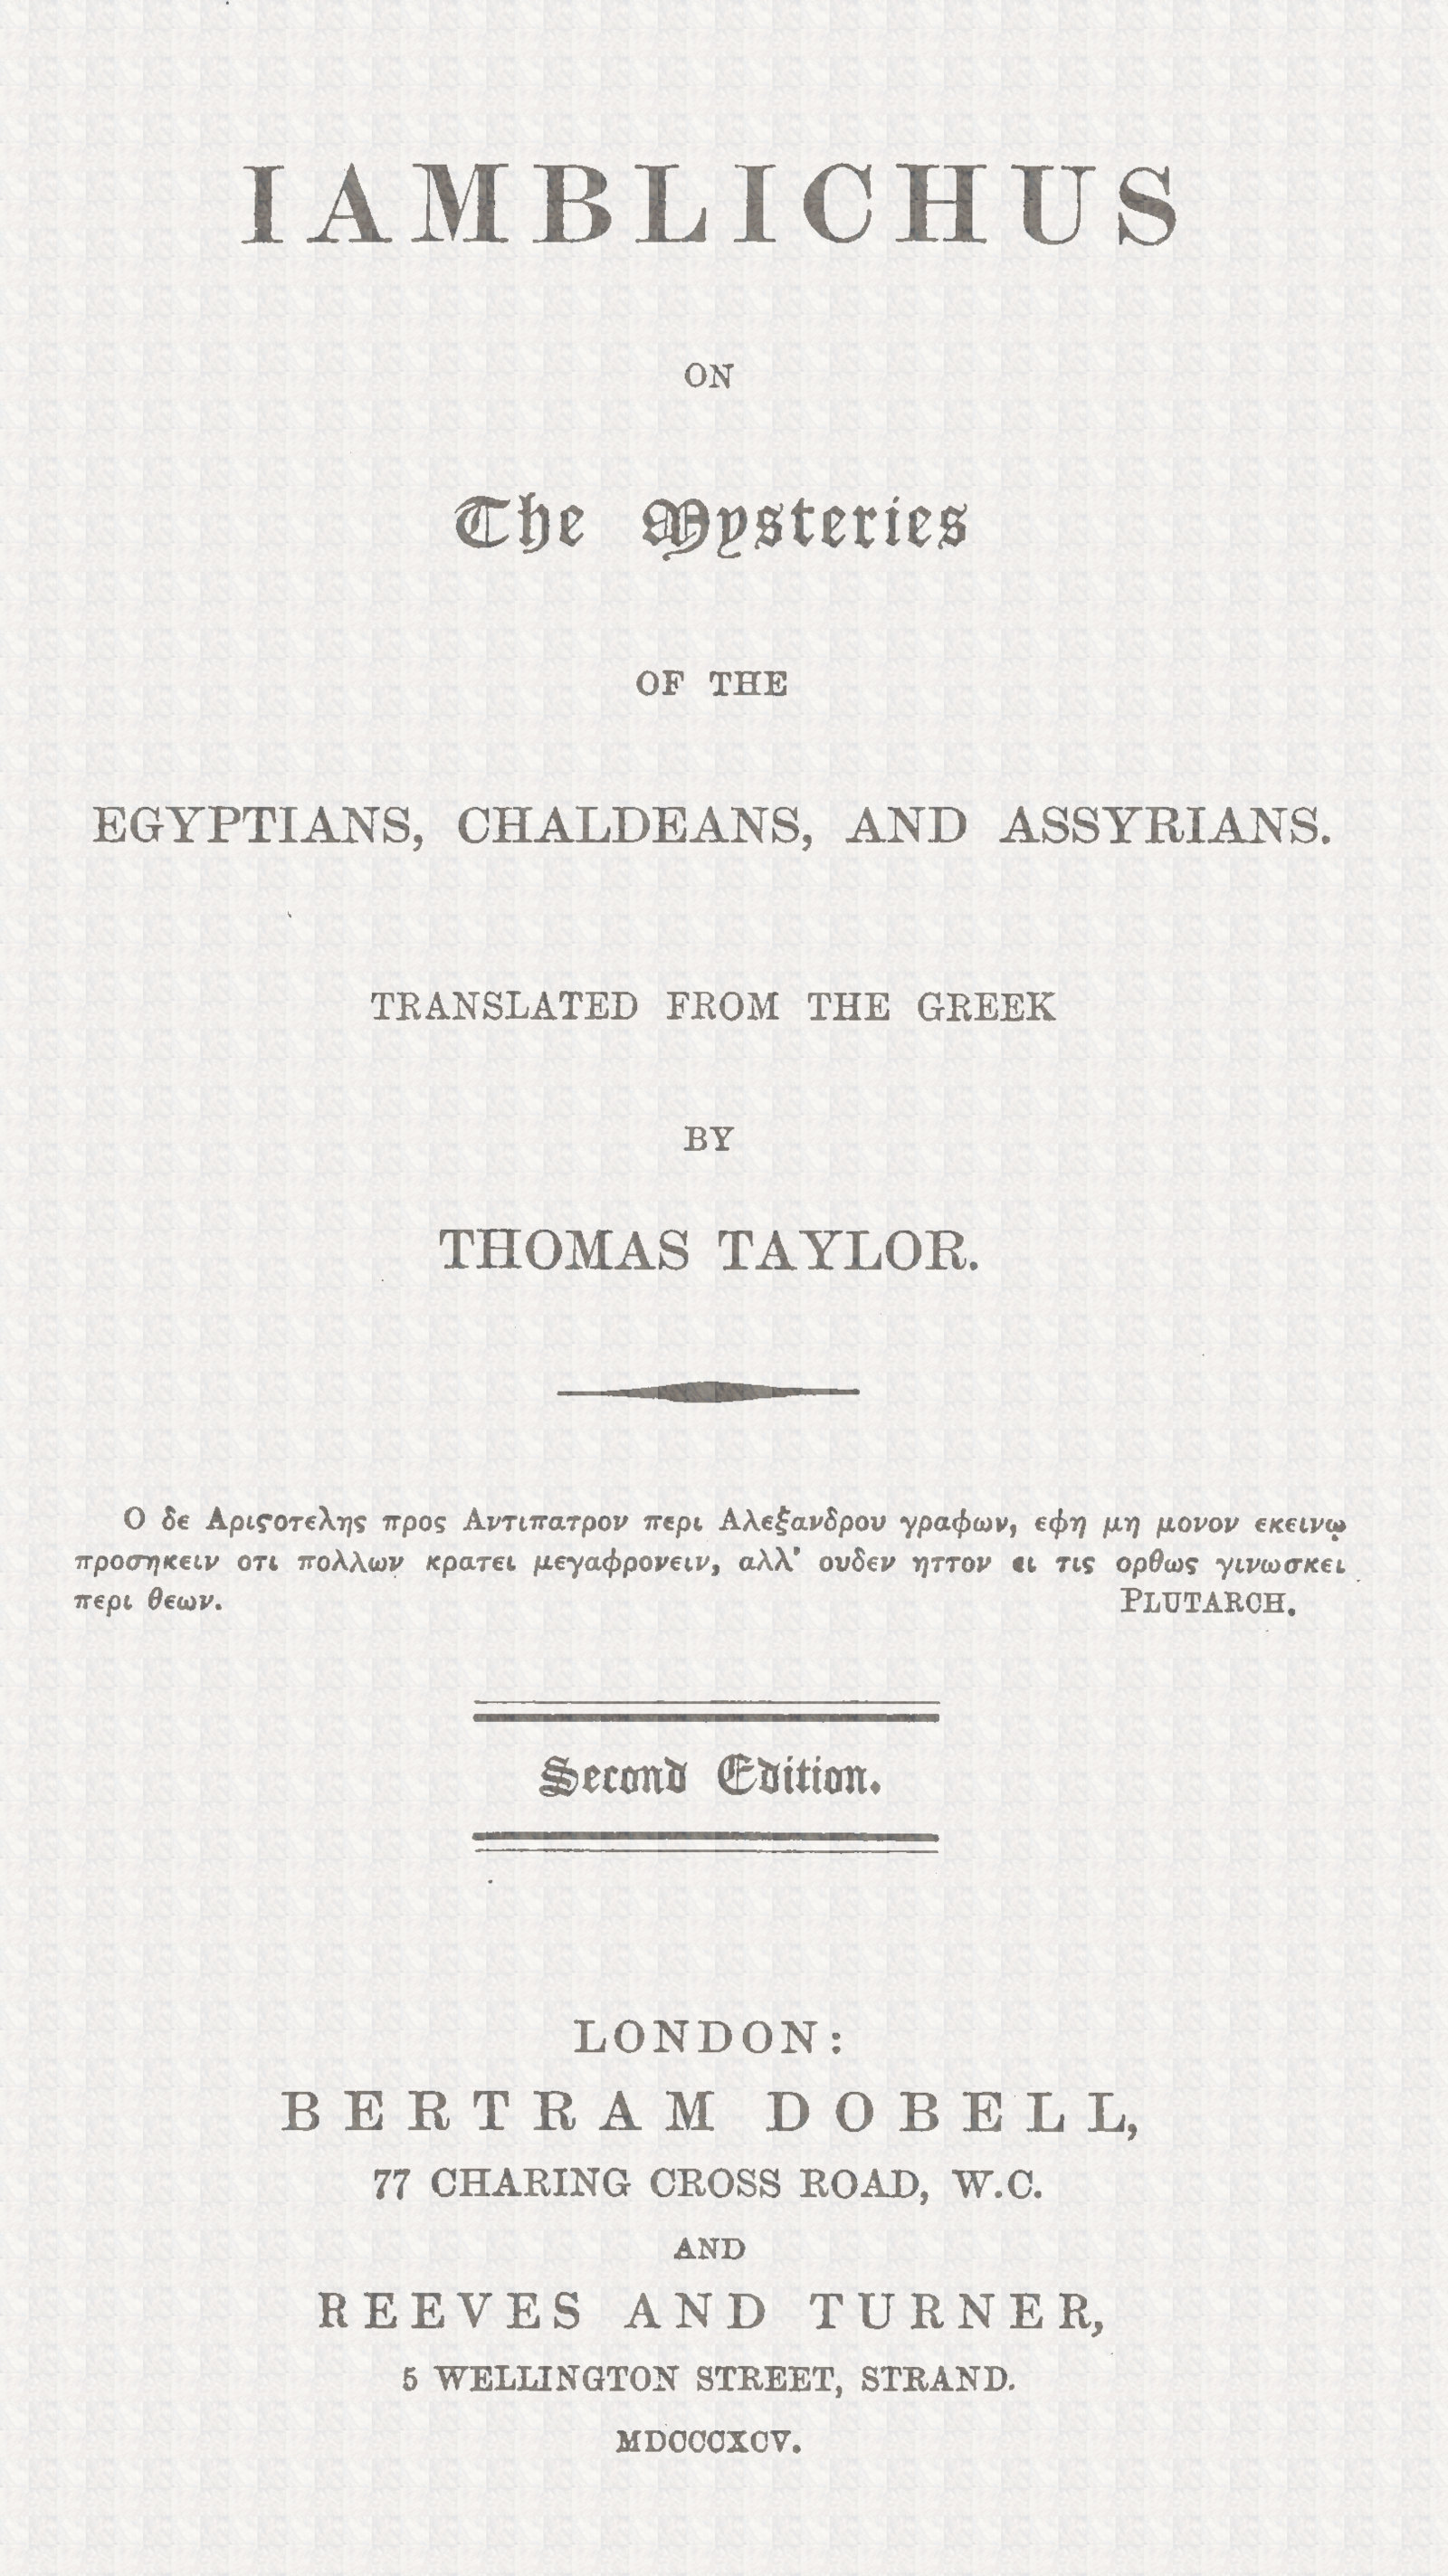 IAMBLICHUS
ON
The Mysteries
OF THE
EGYPTIANS, CHALDEANS, AND ASSYRIANS.
TRANSLATED FROM THE GREEK
BY
THOMAS TAYLOR.
Ο δε Αριϛοτελης προς Αντιπατρον περι Αλεξανδρου γραφων, εφη μη μονον εκεινῳ
προσηκειν οτι πολλων κρατει μεγαφρονειν, αλλ’ ουδεν ηττον ει τις ορθως γινωσκει
περι θεων. PLUTARCH.
Second Edition.
LONDON:
BERTRAM DOBELL,
77 CHARING CROSS ROAD, W.C.
AND
REEVES AND TURNER,
5 WELLINGTON STREET, STRAND.
MDCCCXCV.